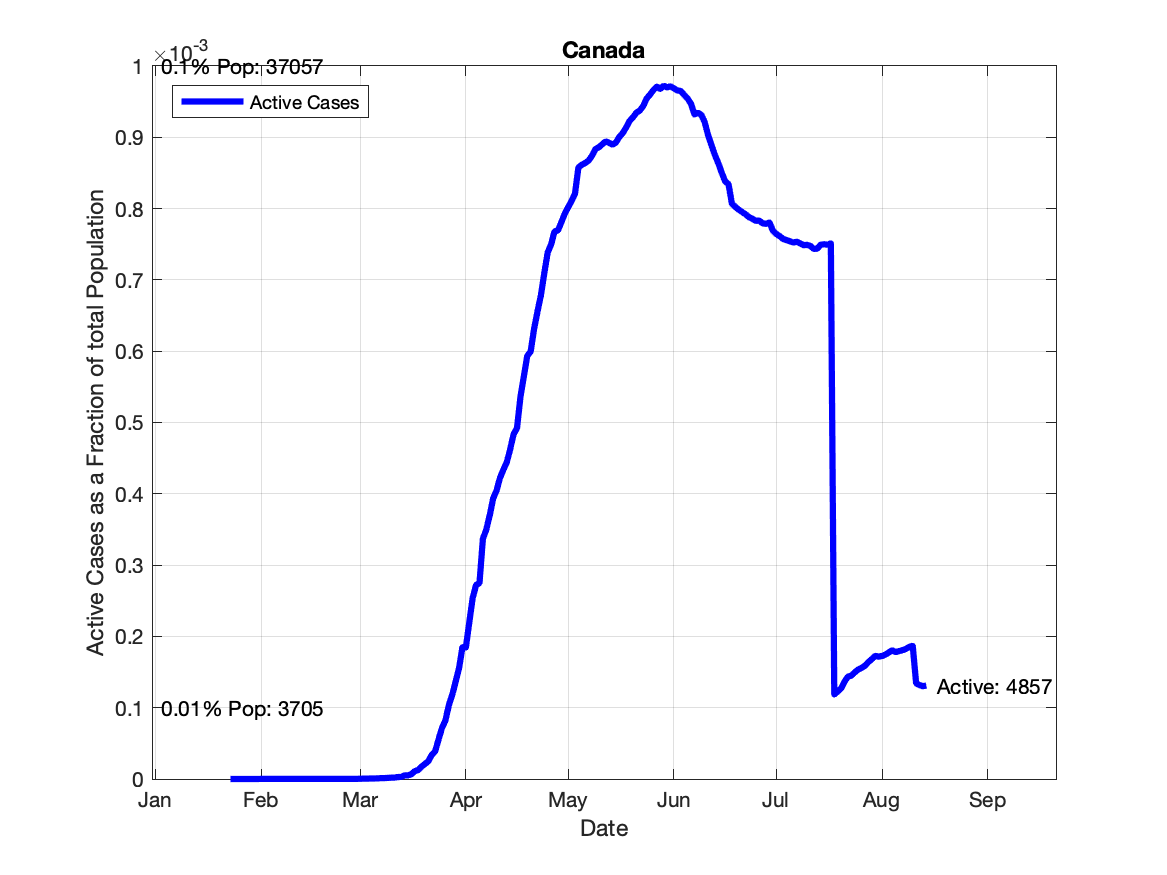 Canada
×10-3
0.1% Pop: 37057
Active Cases
1
0.9
0.8
0.7
0.6
0.5
0.4
0.3
0.2
0.1
0
Active Cases as a Fraction of total Population
Active: 4857
0.01% Pop: 3705
Jan Feb Mar Apr May Jun Jul Aug Sep
Date